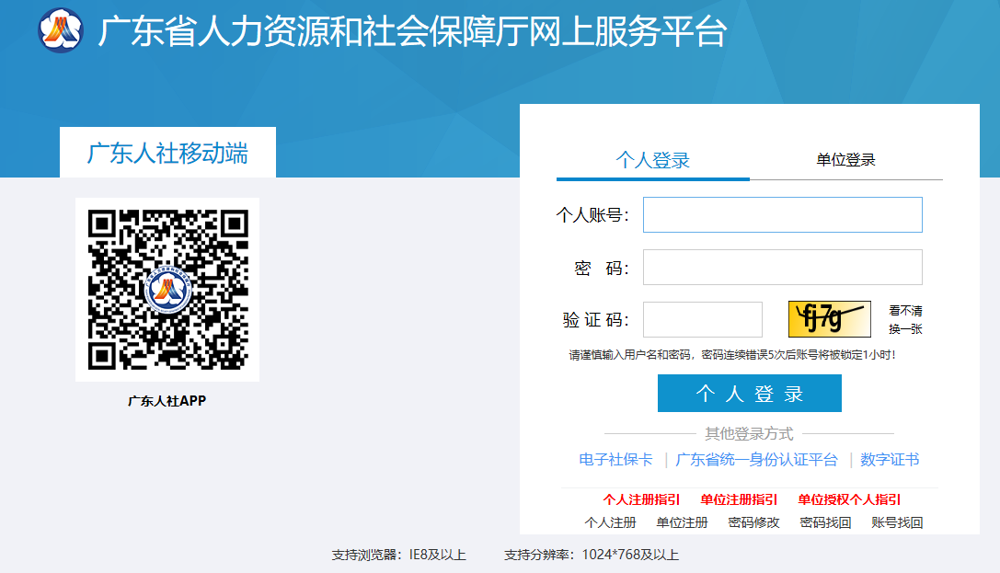 广东省人力资源和社会保障厅网上服务平台
广东人社移动端
广东人社APP
个人登录 单位登录
个人账号：
密 码：
验 证 码： fj7g 看不清
换一张
请谨慎输入用户名和密码，密码连续错误5次后账号将被锁定1小时！
个 人 登 录
其他登录方式
电子社保卡 | 广东省统一身份认证平台 | 数字证书
个人注册指引 单位注册指引 单位授权个人指引
个人注册 单位注册 密码修改 密码找回 账号找回
支持浏览器：IE8及以上 支持分辨率：1024*768及以上